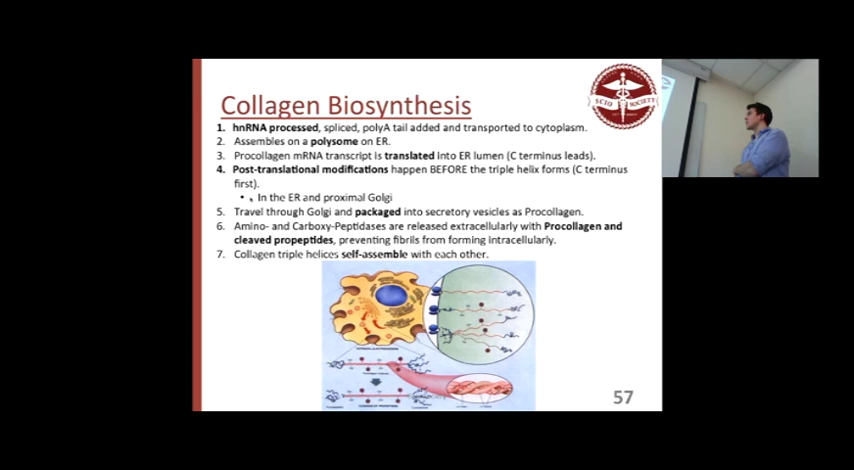 SCIO SOCIETY
Collagen Biosynthesis
1. hnRNA processed, spliced, polyA tail added and transported to cytoplasm.
2. Assembles on a polysome on ER.
3. Procollagen mRNA transcript is translated into ER lumen (C terminus leads).
4. Post-translational modifications happen BEFORE the triple helix forms (C terminus
first).
• In the ER and proximal Golgi
5. Travel through Golgi and packaged into secretory vesicles as Procollagen.
6. Amino- and Carboxy-Peptidases are released extracellularly with Procollagen and
cleaved propeptides, preventing fibrils from forming intracellularly.
7. Collagen triple helices self-assemble with each other.
57